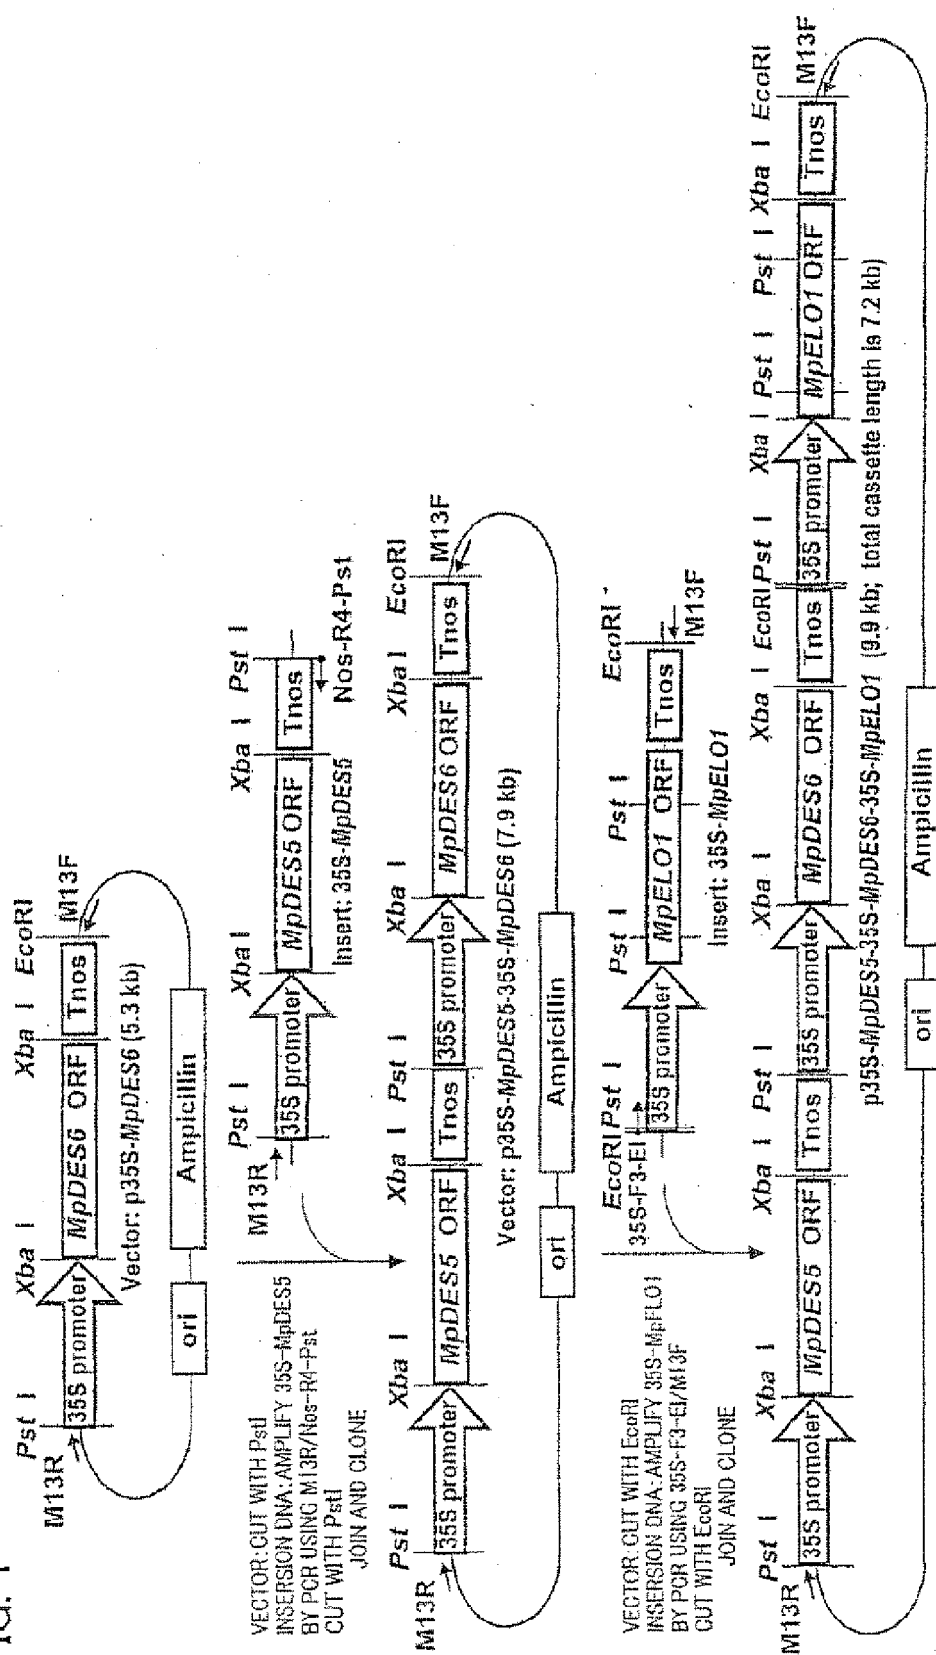 FIG. 1
Pst I Xba I Xba I EcoRI
M13R 35S promoter MpDES6 ORF Tnos M13F
Vector: p35S-MpDES6 (5.3 kb)
ori Ampicillin
VECTOR:CUT WITH PstI
INSERSION DNA:AMPLIFY 35S-MpDES5
BY PCR USING M13R/Nos-R4-Pst
CUT WITH PstI
JOIN AND CLONE
Pst I Xba I Xba I Pst I
M13R 35S promoter MpDES5 ORF Tnos
Nos-R4-Pst
Insert: 35S-MpDES5
Pst I Xba I Xba I Pst I Xba I Xba I EcoRI
M13R 35S promoter MpDES5 ORF Tnos 35S promoter MpDES6 ORF Tnos M13F
Vector: p35S-MpDES5-35S-MpDES6 (7.9 kb)
ori Ampicillin
VECTOR:CUT WITH EcoRI
INSERSION DNA:AMPLIFY 35S-MpELO1
BY PCR USING 35S-F3-EI/M13F
CUT WITH EcoRI
JOIN AND CLONE
EcoRI Pst I Pst I Pst I EcoRI
35S-F3-EI 35S promoter MpELO1 ORF Tnos M13F
Insert: 35S-MpELO1
Pst I Xba I Xba I Pst I Xba I Xba I EcoRI Pst I Xba I Pst I Pst I Xba I EcoRI
M13R 35S promoter MpDES5 ORF Tnos 35S promoter MpDES6 ORF Tnos 35S promoter MpELO1 ORF Tnos M13F
p35S-MpDES5-35S-MpDES6-35S-MpELO1 (9.9 kb; total cassette length is 7.2 kb)
ori Ampicillin